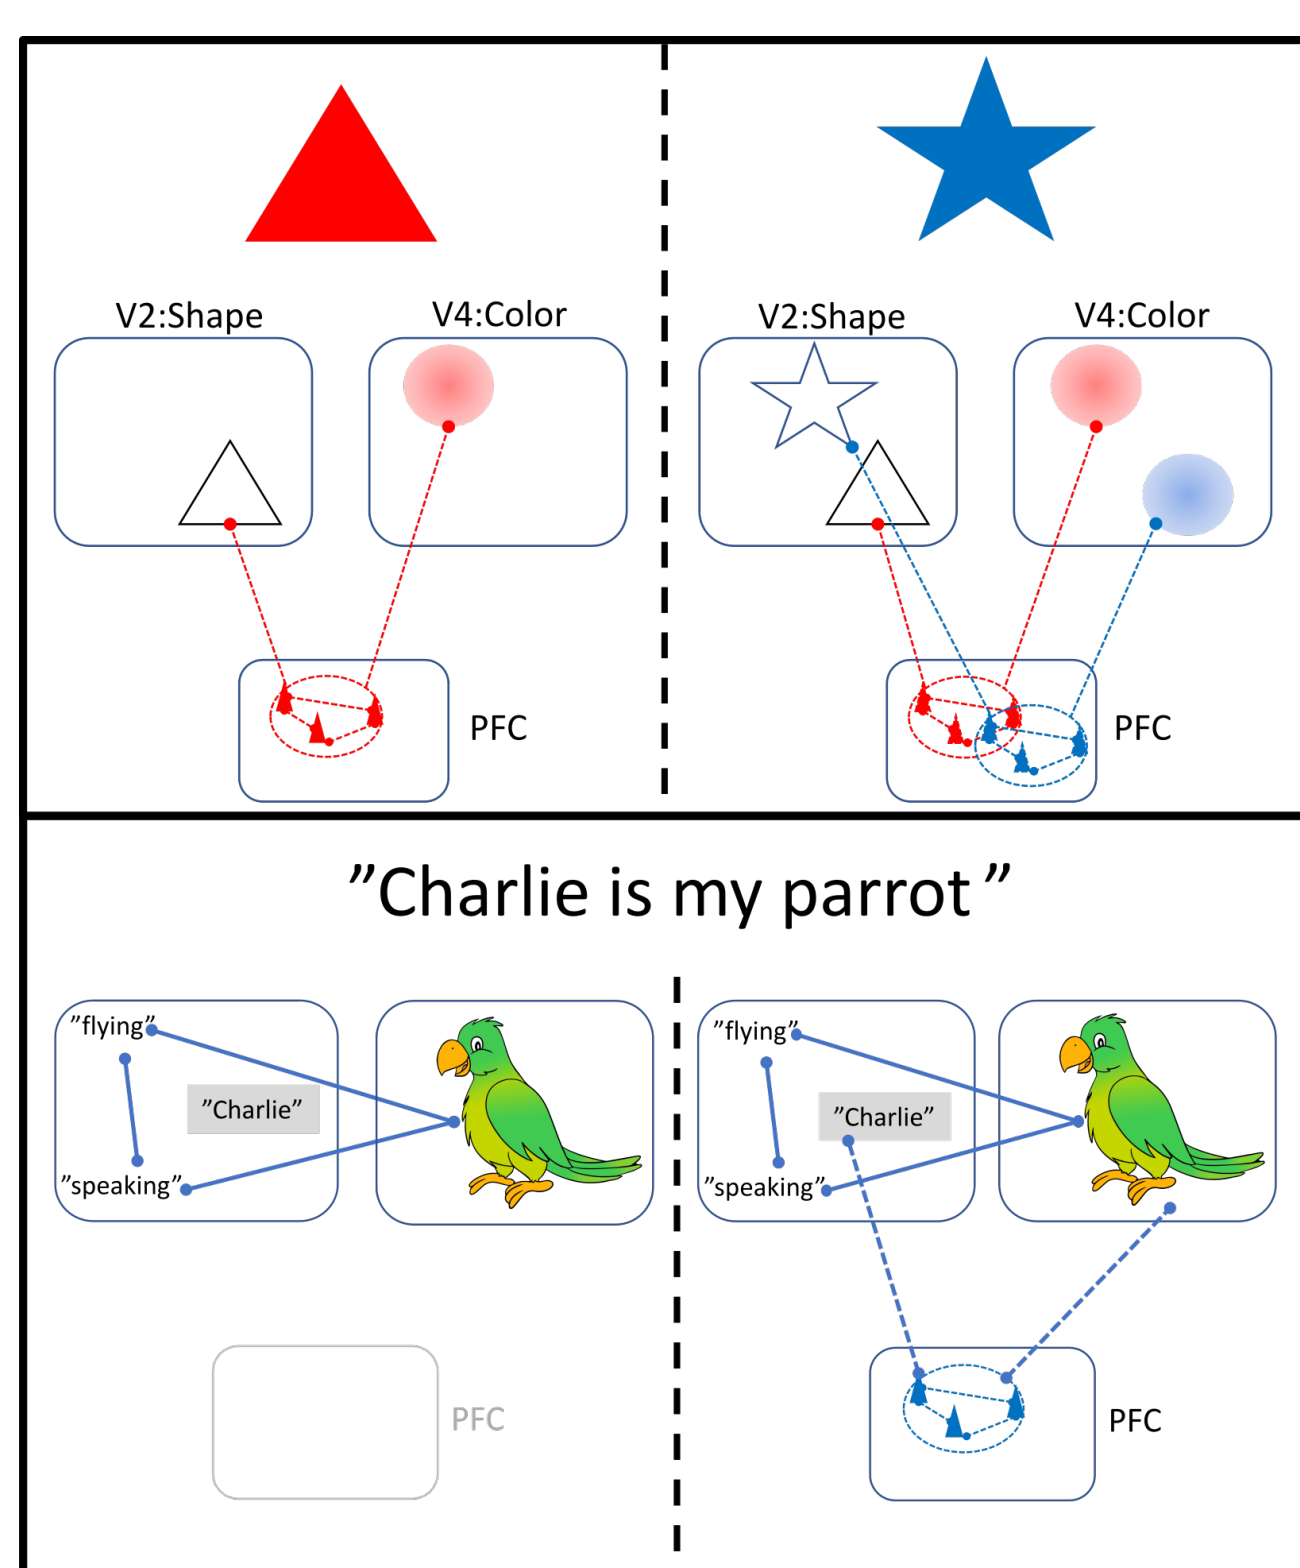 V2:Shape
V4:Color
PFC
V2:Shape
V4:Color
PFC
”Charlie is my parrot”
”flying”
”Charlie”
”speaking”
PFC
”flying”
”Charlie”
”speaking”
PFC